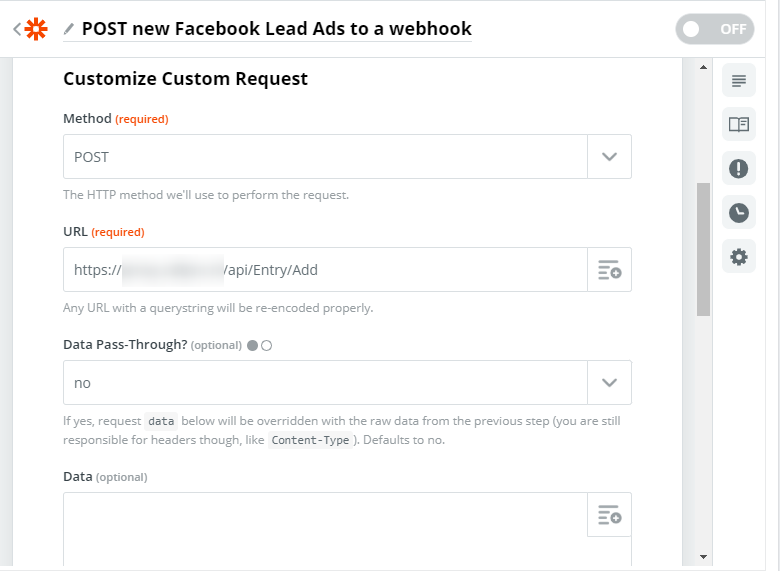 POST new Facebook Lead Ads to a webhook
OFF
Customize Custom Request
Method (required)
POST
The HTTP method we'll use to perform the request.
URL (required)
https:// /api/Entry/Add
Any URL with a querystring will be re-encoded properly.
Data Pass-Through? (optional)
no
If yes, request data below will be overridden with the raw data from the previous step (you are still
responsible for headers though, like Content-Type ). Defaults to no.
Data (optional)